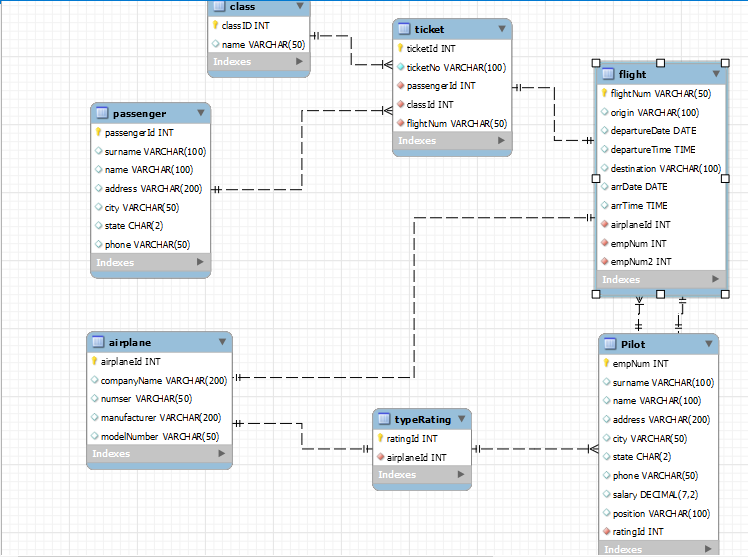 class
classID INT
name VARCHAR(50)
Indexes
ticket
ticketId INT
ticketNo VARCHAR(100)
passengerId INT
classId INT
flightNum VARCHAR(50)
Indexes
flight
flightNum VARCHAR(50)
origin VARCHAR(100)
departureDate DATE
departureTime TIME
destination VARCHAR(100)
arrDate DATE
arrTime TIME
airplaneId INT
empNum INT
empNum2 INT
Indexes
passenger
passengerId INT
surname VARCHAR(100)
name VARCHAR(100)
address VARCHAR(200)
city VARCHAR(50)
state CHAR(2)
phone VARCHAR(50)
Indexes
airplane
airplaneId INT
companyName VARCHAR(200)
numser VARCHAR(50)
manufacturer VARCHAR(200)
modelNumber VARCHAR(50)
Indexes
typeRating
ratingId INT
airplaneId INT
Indexes
Pilot
empNum INT
surname VARCHAR(100)
name VARCHAR(100)
address VARCHAR(200)
city VARCHAR(50)
state CHAR(2)
phone VARCHAR(50)
salary DECIMAL(7,2)
position VARCHAR(100)
ratingId INT
Indexes